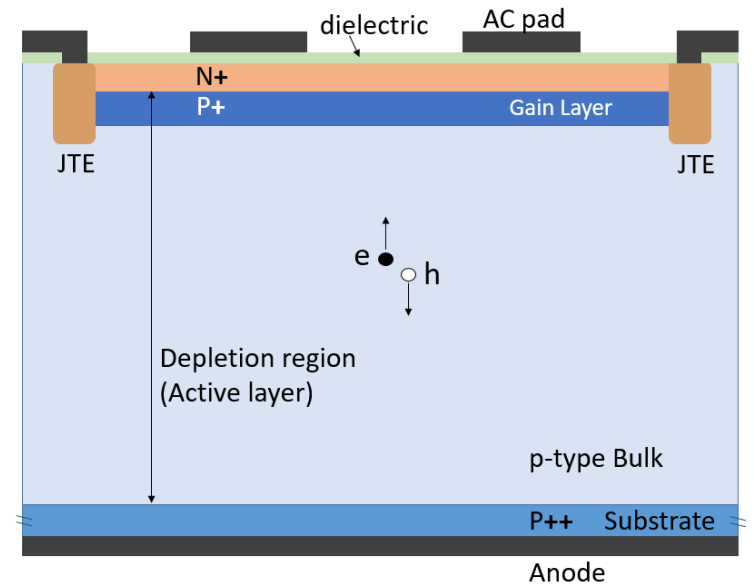 dielectric
AC pad
N+
P+
Gain Layer
JTE
JTE
e
h
Depletion region
(Active layer)
p-type Bulk
P++ Substrate
Anode